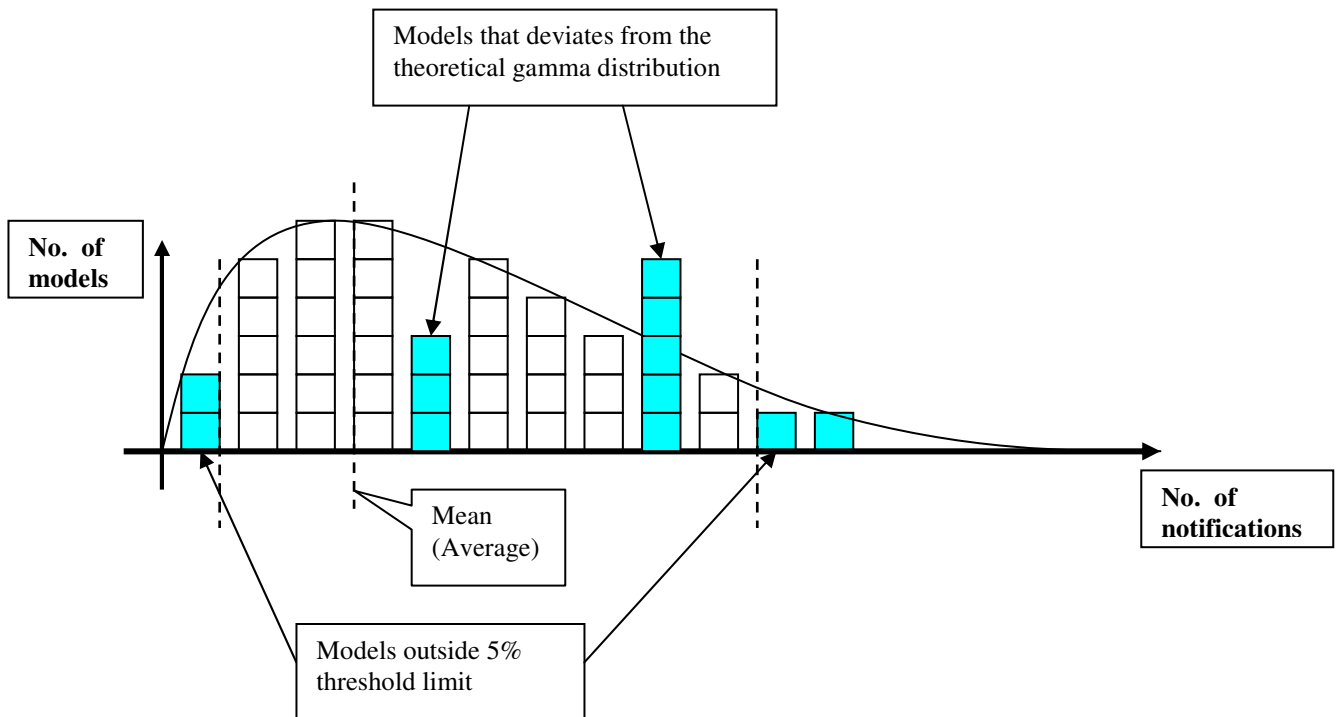 Models that deviates from the
theoretical gamma distribution
No. of
models
Mean
(Average)
No. of
notifications
Models outside 5%
threshold limit